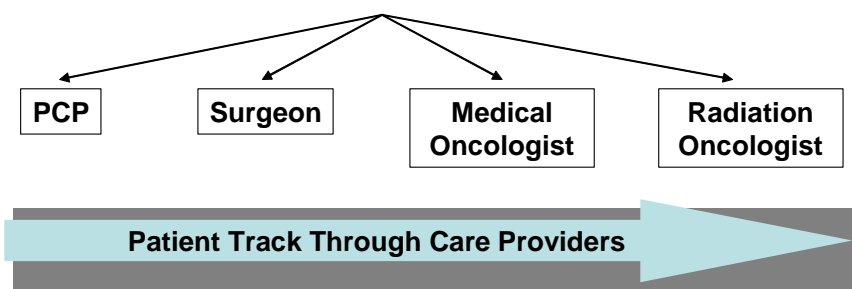 PCP
Surgeon
Medical
Oncologist
Radiation
Oncologist
Patient Track Through Care Providers